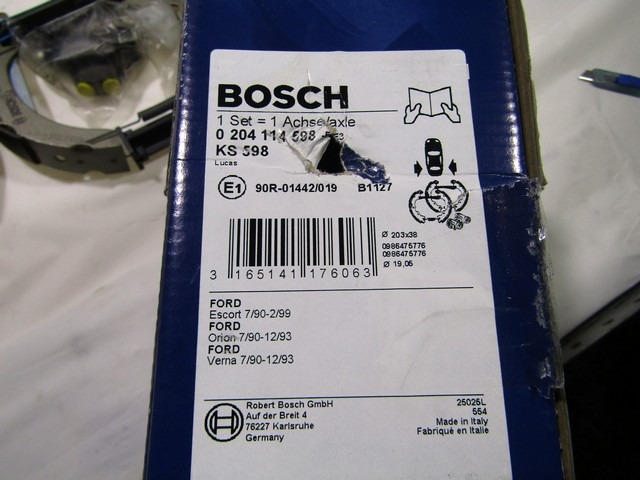 BOSCH
1 Set = 1 Achse/axle
0 204 114 598
KS 598
Lucas
E1 90R-01442/019 B1127
Ø 203x38
0986475776
0986475776
Ø 19,05
3 165141 176063
FORD
Escort 7/90-2/99
FORD
Orion 7/90-12/93
FORD
Verna 7/90-12/93
Robert Bosch GmbH
Auf der Breit 4
76227 Karlsruhe
Germany
25025L
554
Made in Italy
Fabriqué en Italie